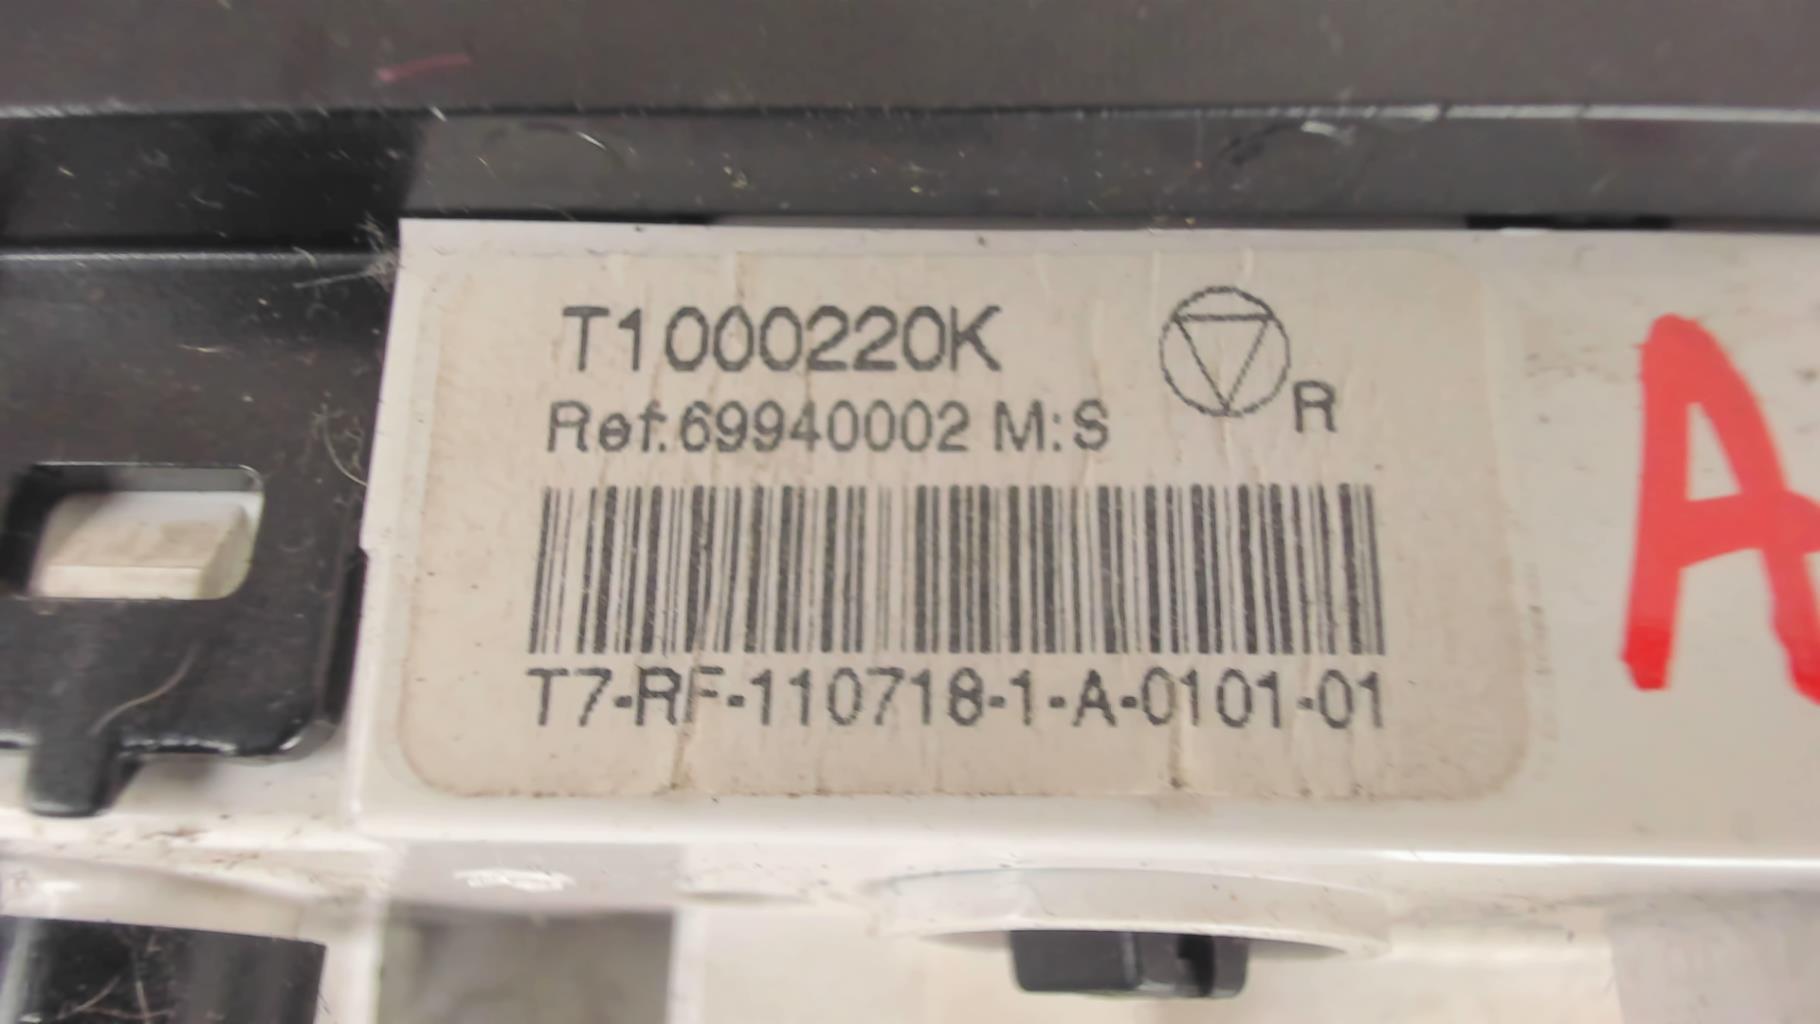 T1000220K
R
Ref.69940002 M:S
T7-RF-110718-1-A-0101-01
A